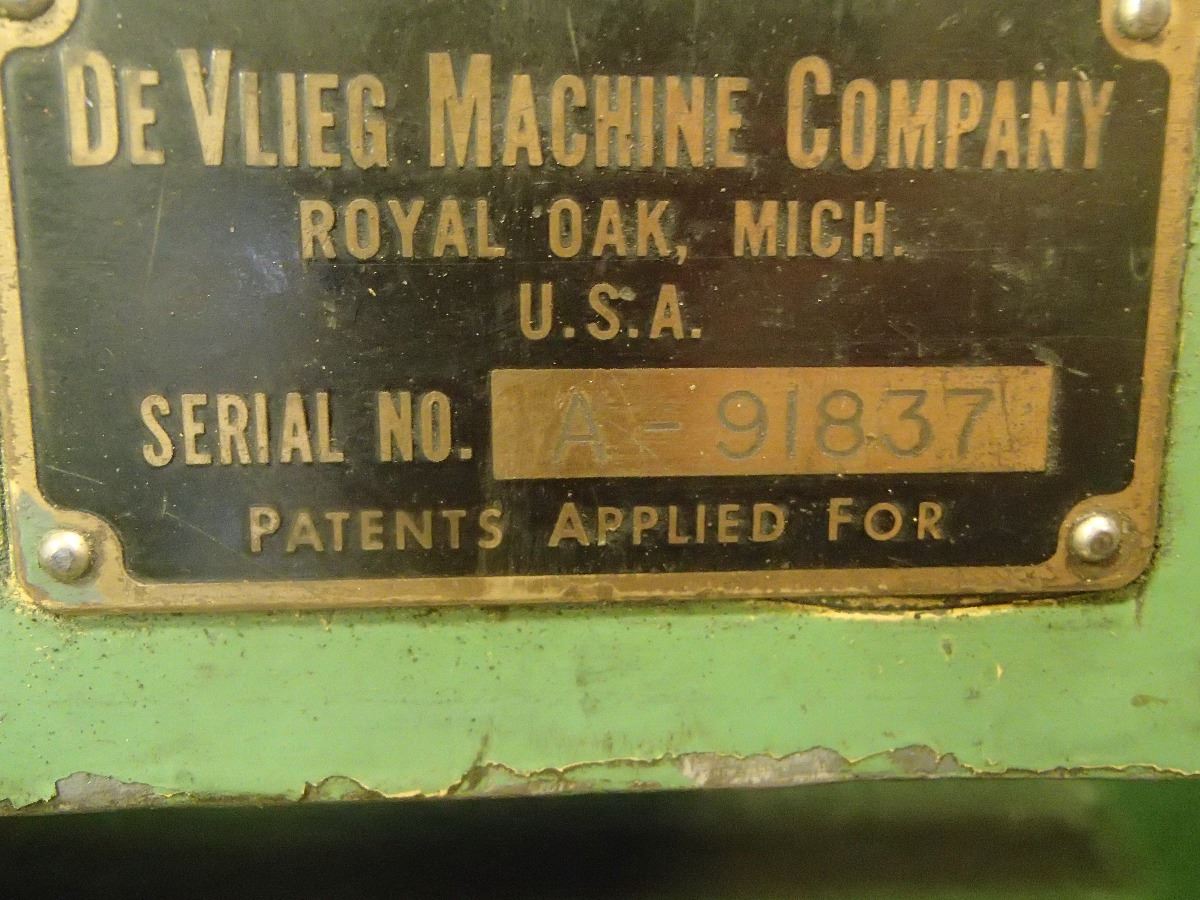 DE VLIEG MACHINE COMPANY
ROYAL OAK, MICH.
U.S.A.
SERIAL NO. A-91837
PATENTS APPLIED FOR